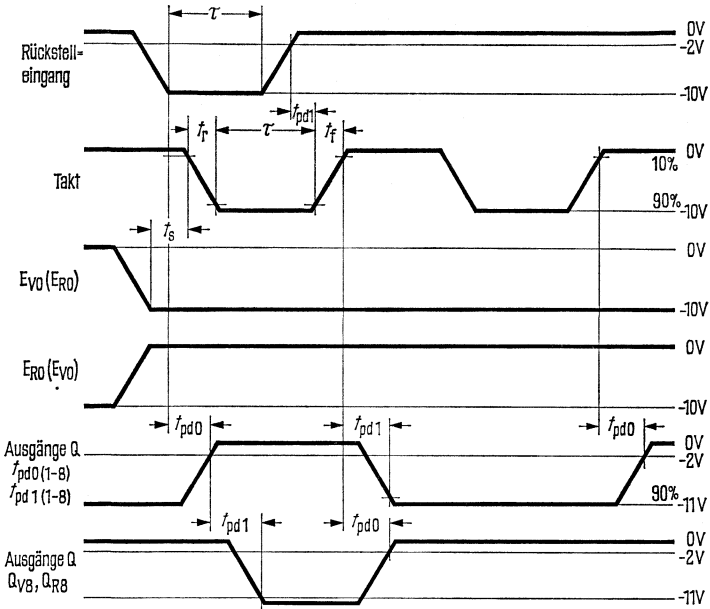 τ
0V
-2V
Rückstell=
eingang
-10V
tpd1
tr
τ
tf
0V
10%
Takt
90%
-10V
ts
0V
EV0(ER0)
-10V
0V
ER0(EV0)
-10V
tpd0
tpd1
tpd0
Ausgänge Q
0V
-2V
tpd0(1-8)
tpd1(1-8)
90%
-11V
tpd1
tpd0
0V
-2V
Ausgänge Q
QV8, QR8
-11V